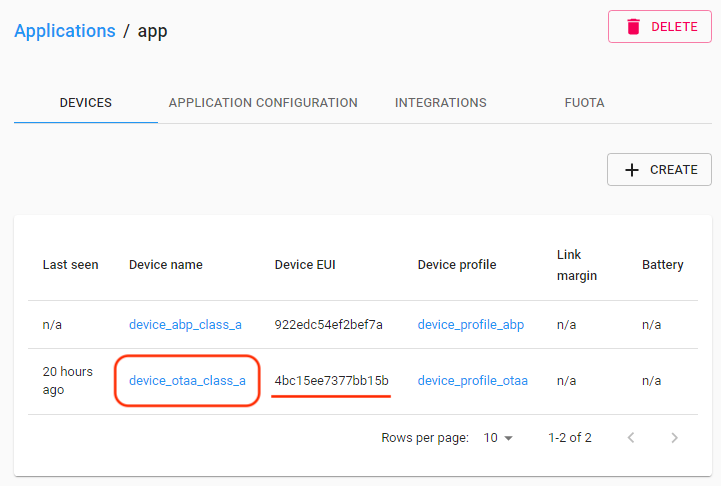 Applications / app
DELETE
DEVICES APPLICATION CONFIGURATION INTEGRATIONS FUOTA
CREATE
Last seen Device name Device EUI Device profile Link margin Battery
n/a device_abp_class_a 922edc54ef2bef7a device_profile_abp n/a n/a
20 hours ago device_otaa_class_a 4bc15ee7377bb15b device_profile_otaa n/a n/a
Rows per page: 10 1-2 of 2